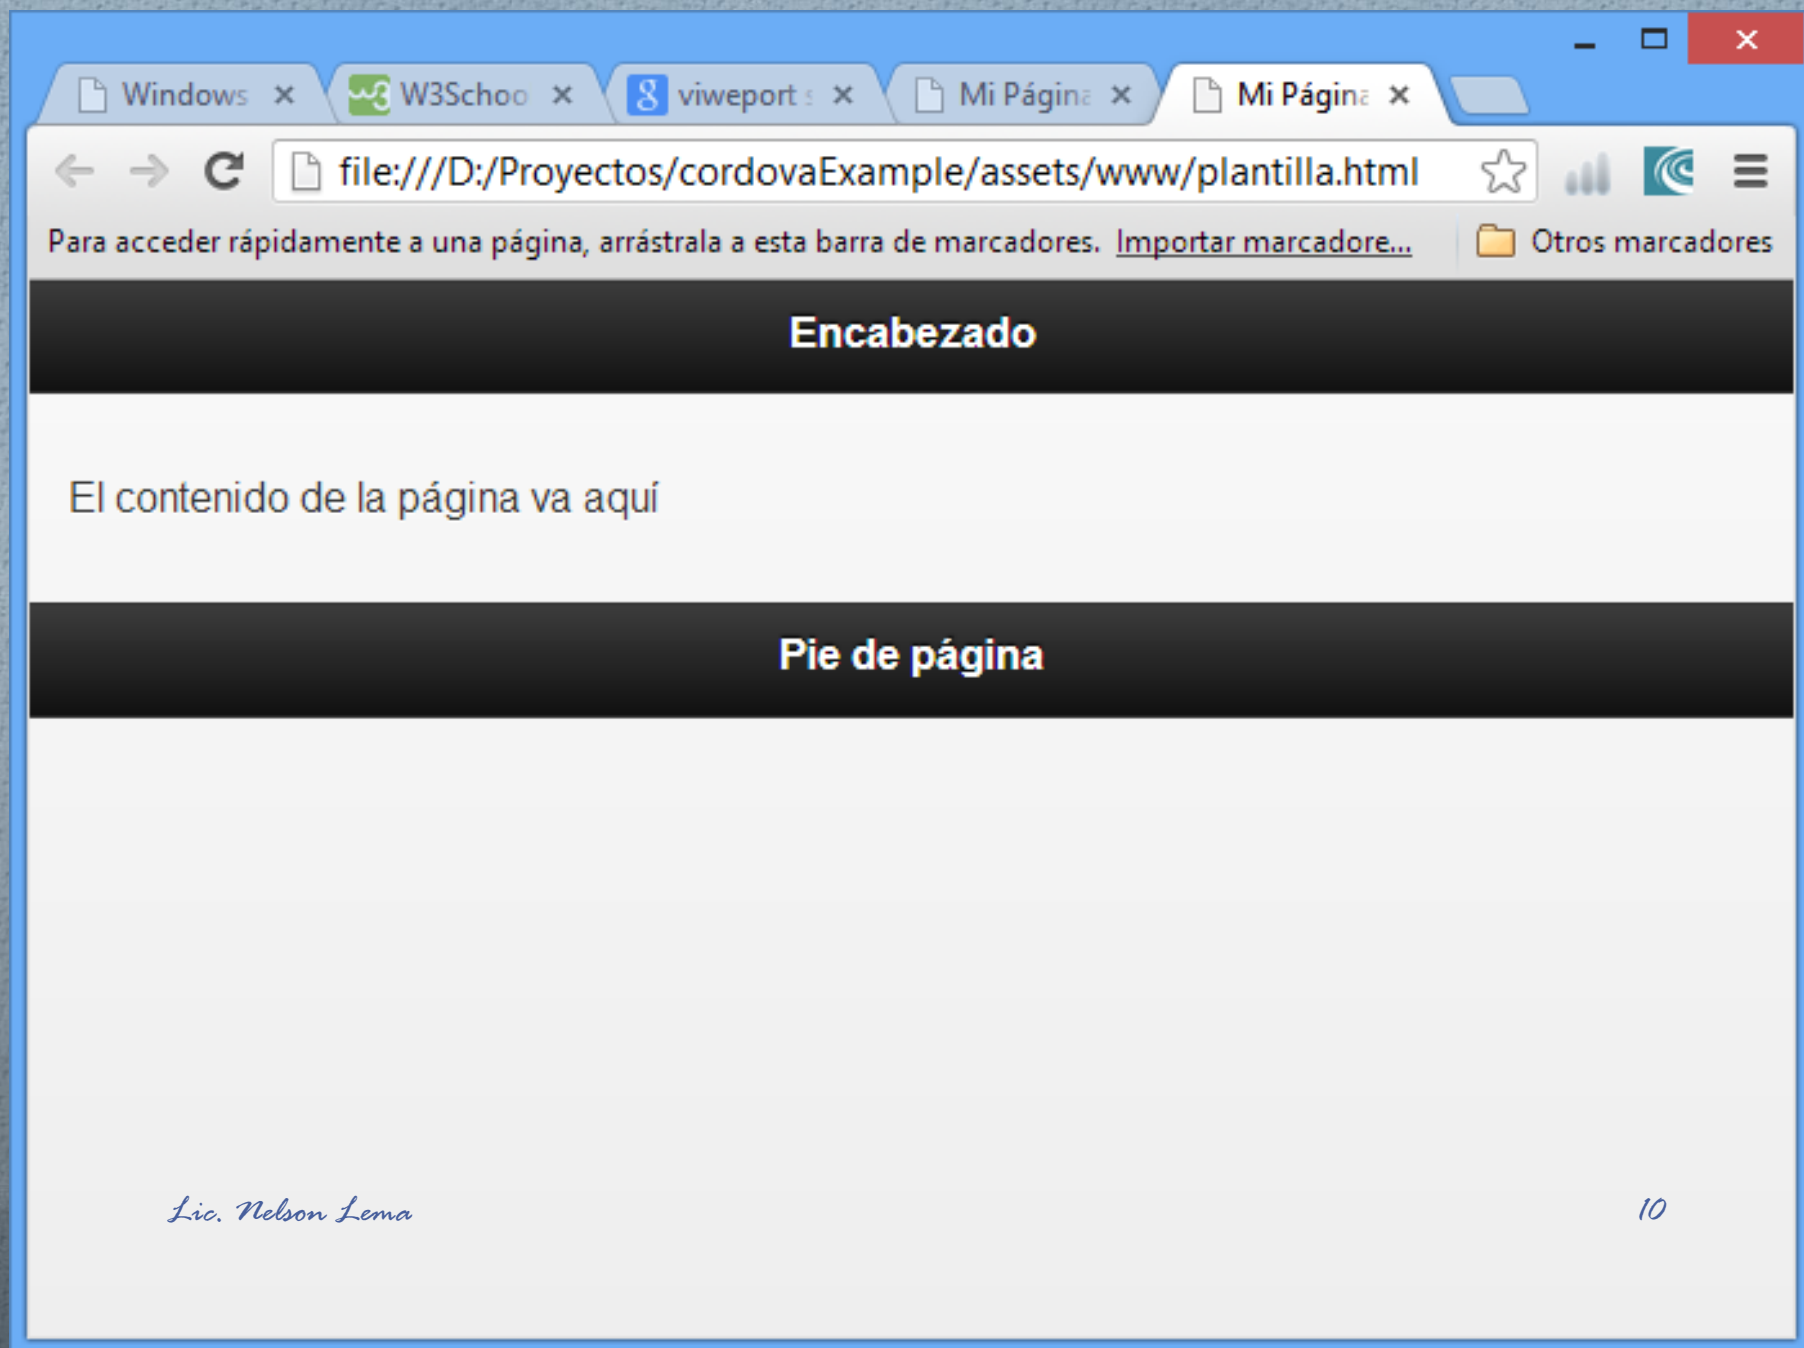 Windows W3Schoo viweport s Mi Página Mi Página
file:///D:/Proyectos/cordovaExample/assets/www/plantilla.html
Para acceder rápidamente a una página, arrástrala a esta barra de marcadores. Importar marcadore... Otros marcadores
Encabezado
El contenido de la página va aquí
Pie de página
Lic. Nelson Lema 10